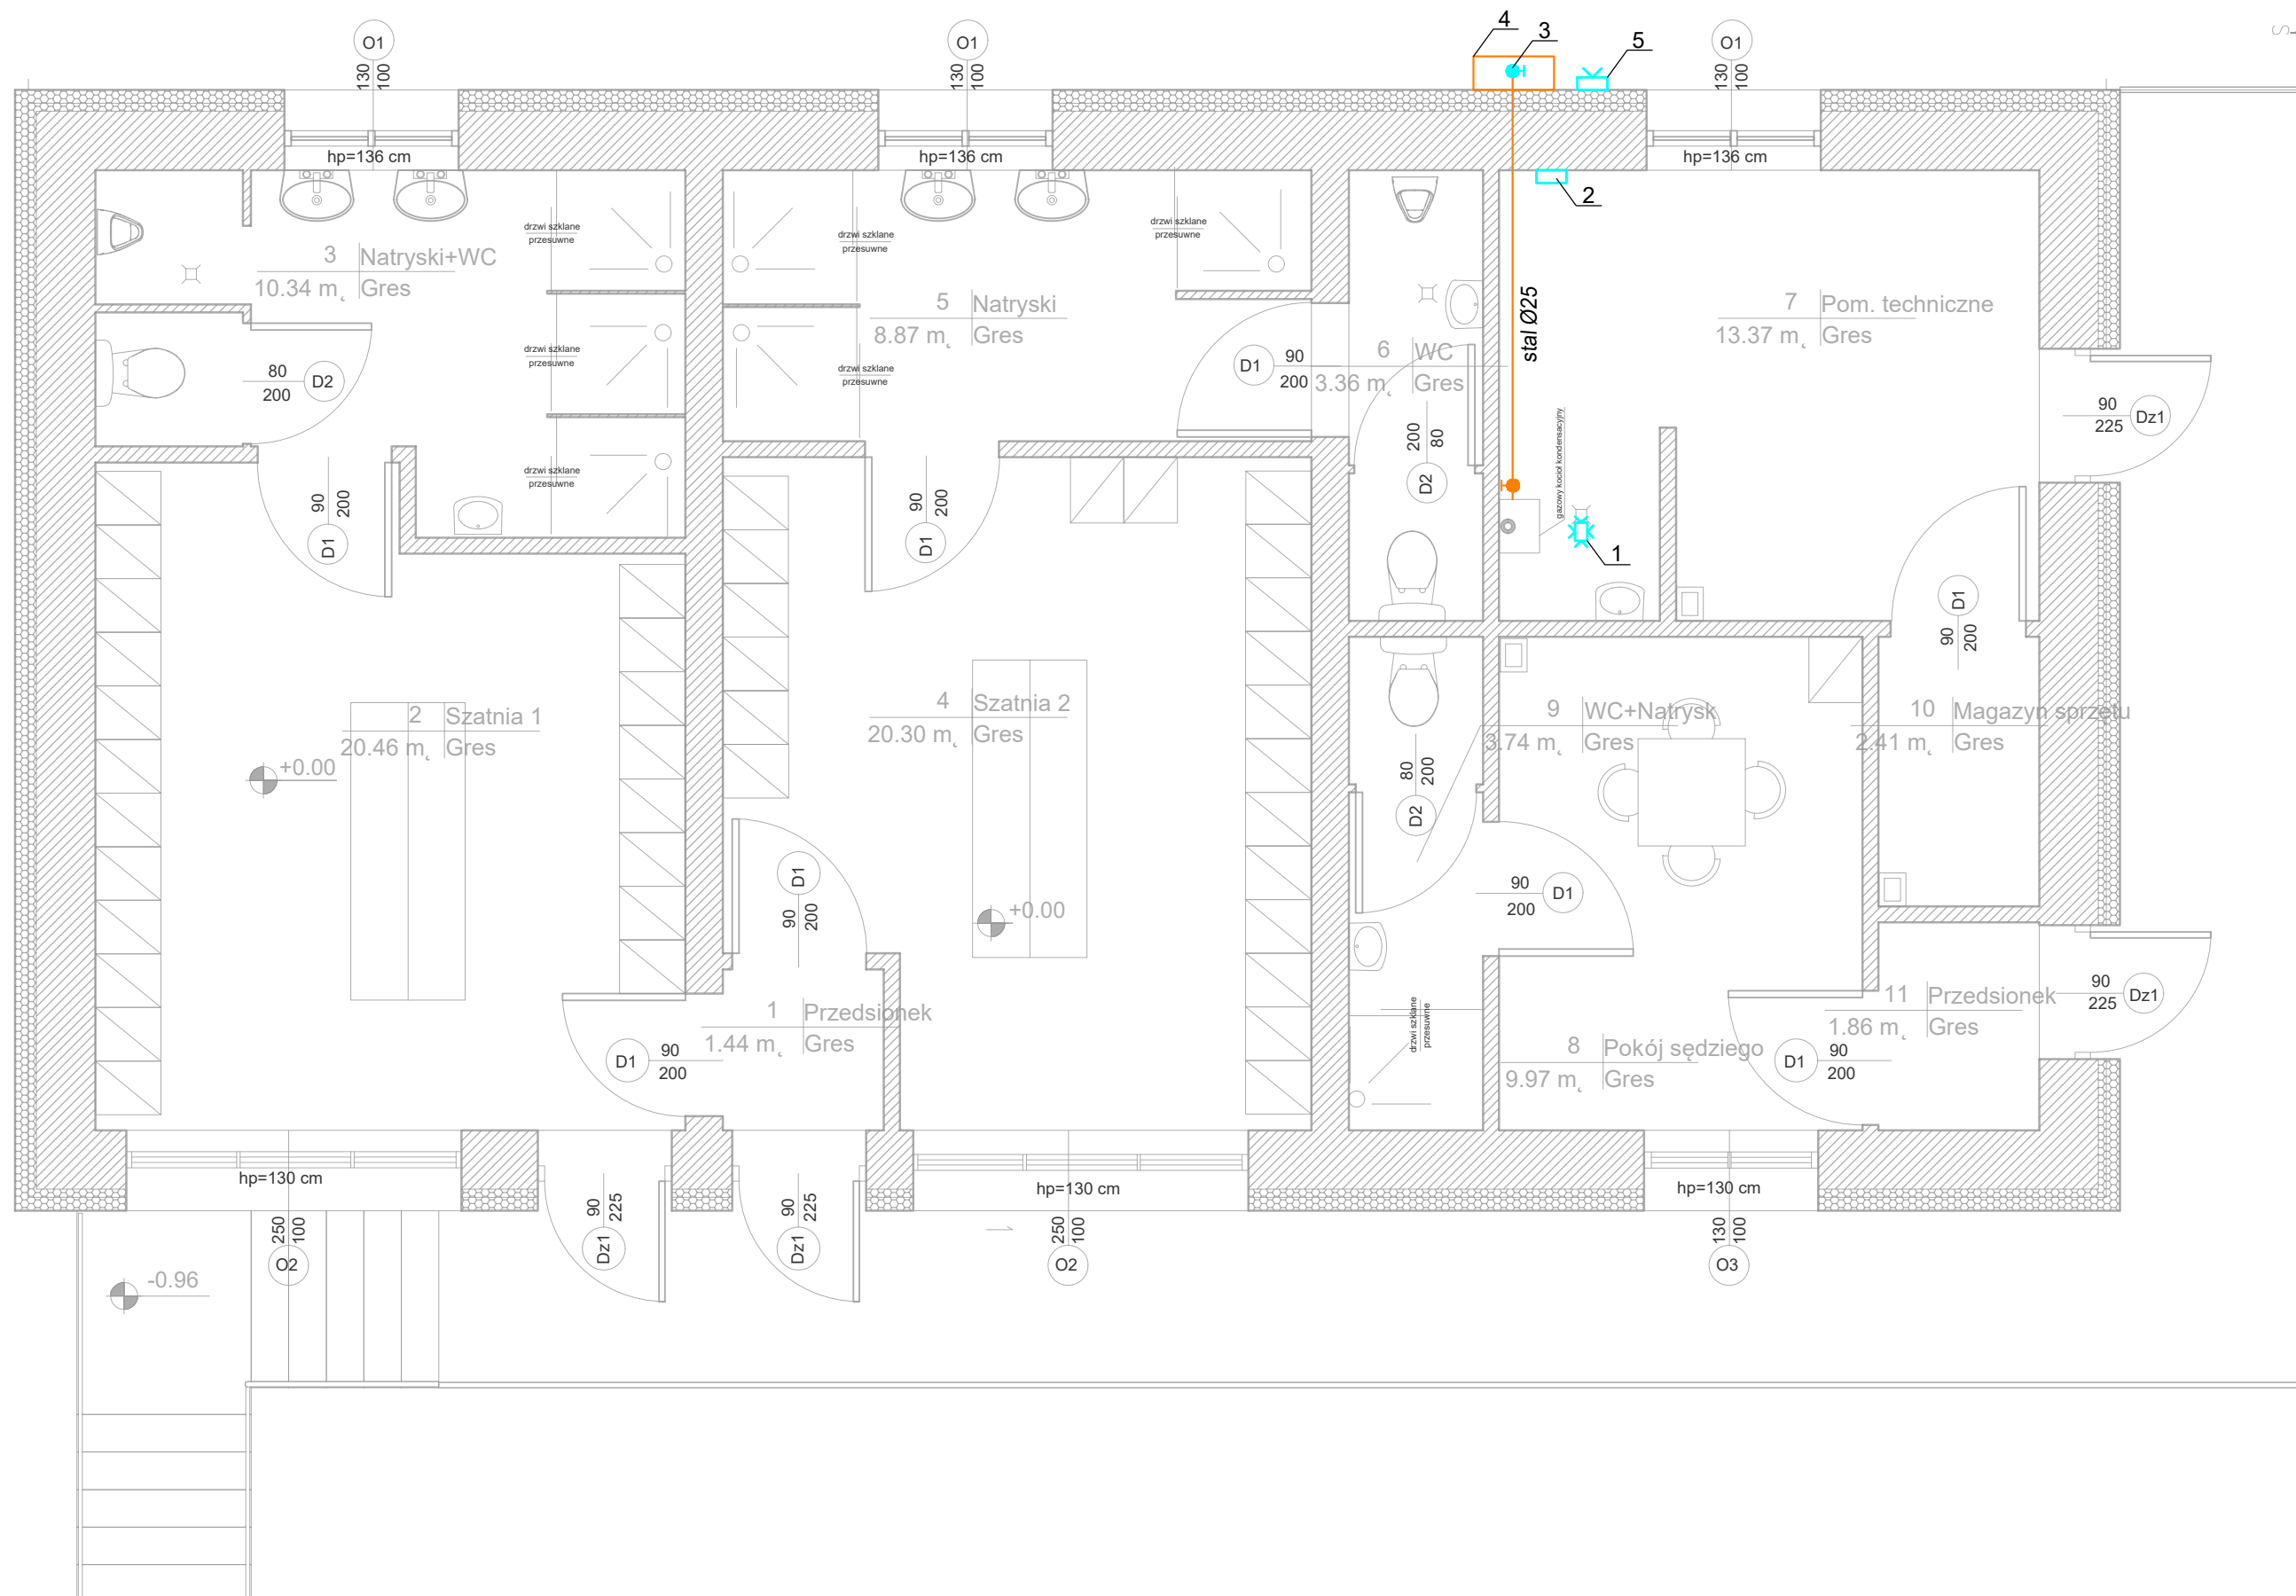 O1
130
100
O1
130
100
4
3
5
O1
130
100
hp=136 cm
hp=136 cm
hp=136 cm
2
drzwi szklane
przesuwne
drzwi szklane
przesuwne
drzwi szklane
przesuwne
3 Natryski+WC
10.34 m˛ Gres
5 Natryski
8.87 m˛ Gres
stal Ø25
7 Pom. techniczne
13.37 m˛ Gres
drzwi szklane
przesuwne
drzwi szklane
przesuwne
80
200
D2
D1
90
200
6 WC
3.36 m˛ Gres
90
225
Dz1
200
80
D2
gazowy kocioł kondensacyjny
drzwi szklane
przesuwne
90
200
D1
90
200
D1
1
D1
90
200
2 Szatnia 1
20.46 m˛ Gres
4 Szatnia 2
20.30 m˛ Gres
9 WC+Natrysk
3.74 m˛ Gres
10 Magazyn sprzętu
2.41 m˛ Gres
+0.00
80
200
D2
D1
90
200
90
200
D1
+0.00
1 Przedsionek
1.44 m˛ Gres
drzwi szklane
przesuwne
11 Przedsionek
1.86 m˛ Gres
90
225
Dz1
D1
90
200
8 Pokój sędziego
9.97 m˛ Gres
D1
90
200
hp=130 cm
hp=130 cm
hp=130 cm
250
100
O2
90
225
Dz1
90
225
Dz1
250
100
O2
130
100
O3
-0.96